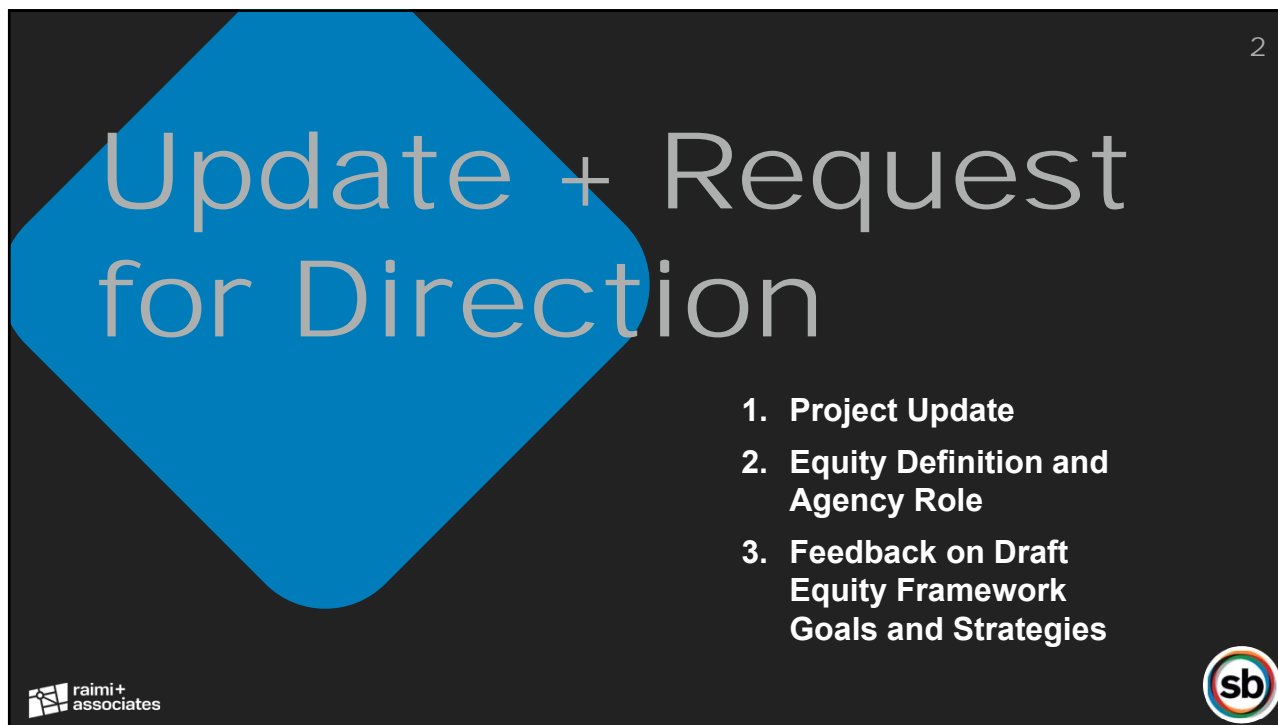 2
Update + Request
for Direction
1. Project Update
2. Equity Definition and
Agency Role
3. Feedback on Draft
Equity Framework
Goals and Strategies
raimi+
associates
sb